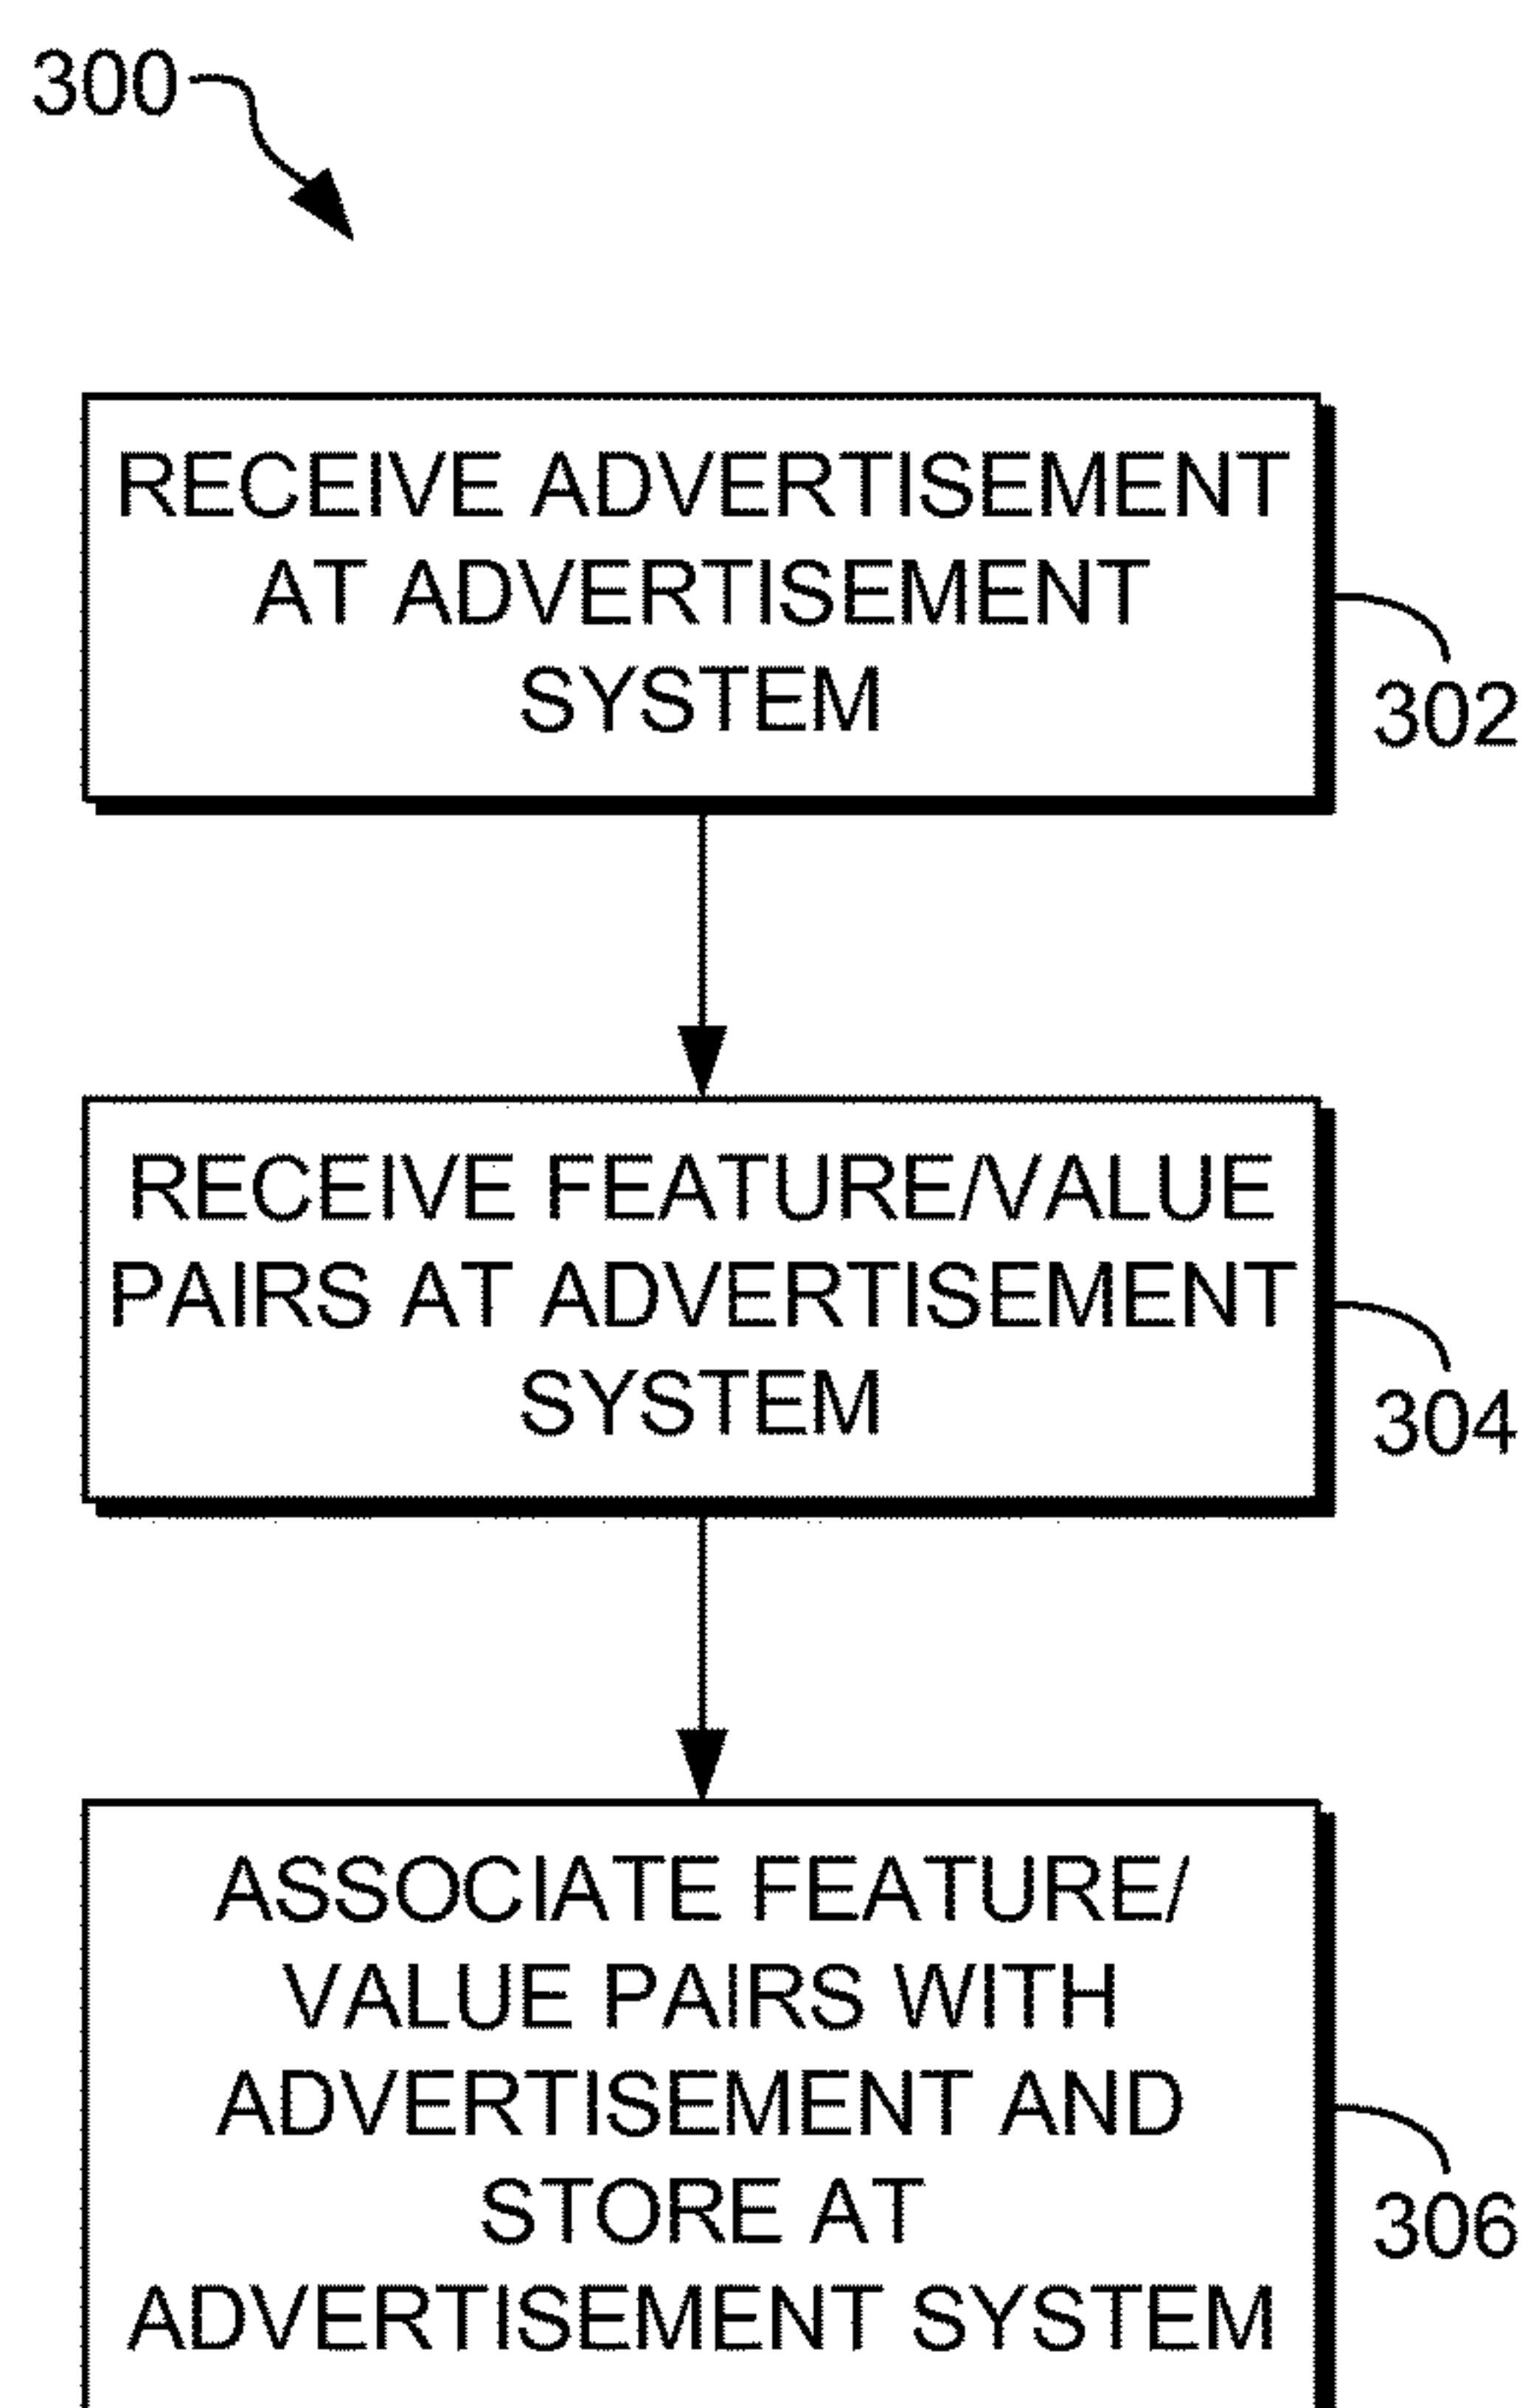 300
RECEIVE ADVERTISEMENT
AT ADVERTISEMENT
SYSTEM
302
RECEIVE FEATURE/VALUE
PAIRS AT ADVERTISEMENT
SYSTEM
304
ASSOCIATE FEATURE/
VALUE PAIRS WITH
ADVERTISEMENT AND
STORE AT
ADVERTISEMENT SYSTEM
306